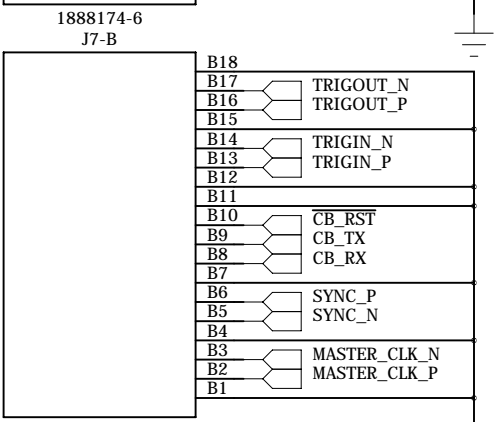 1888174-6
J7-B
B18
B17 TRIGOUT_N
B16 TRIGOUT_P
B15
B14 TRIGIN_N
B13 TRIGIN_P
B12
B11
B10 CB_RST
B9 CB_TX
B8 CB_RX
B7
B6 SYNC_P
B5 SYNC_N
B4
B3 MASTER_CLK_N
B2 MASTER_CLK_P
B1